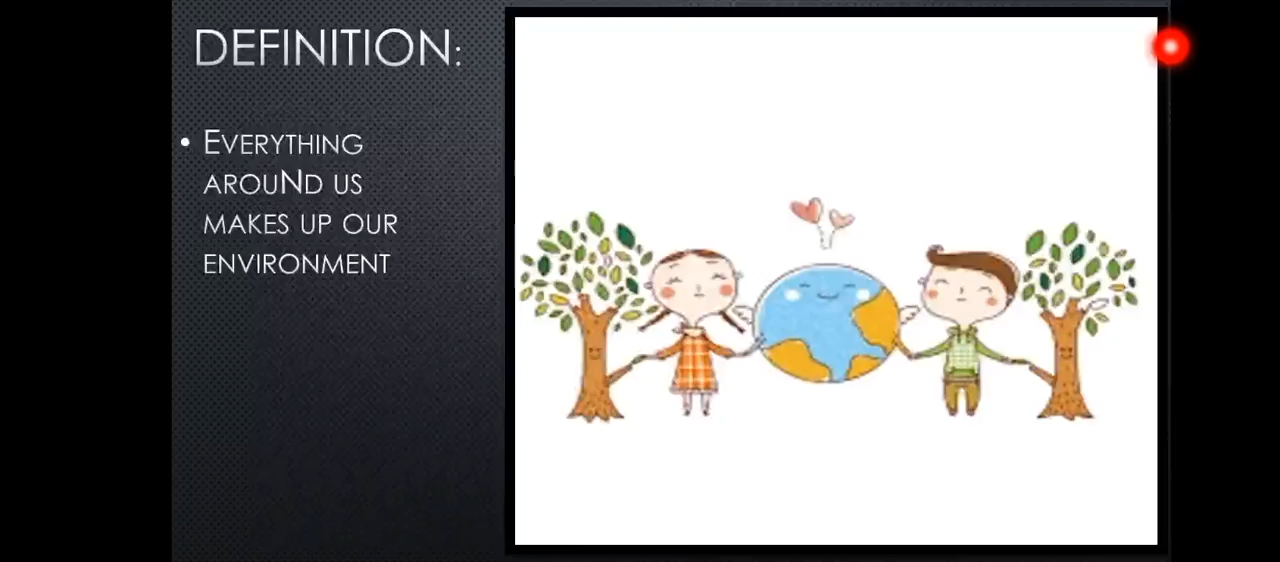 DEFINITION:
• EVERYTHING
AROUND US
MAKES UP OUR
ENVIRONMENT